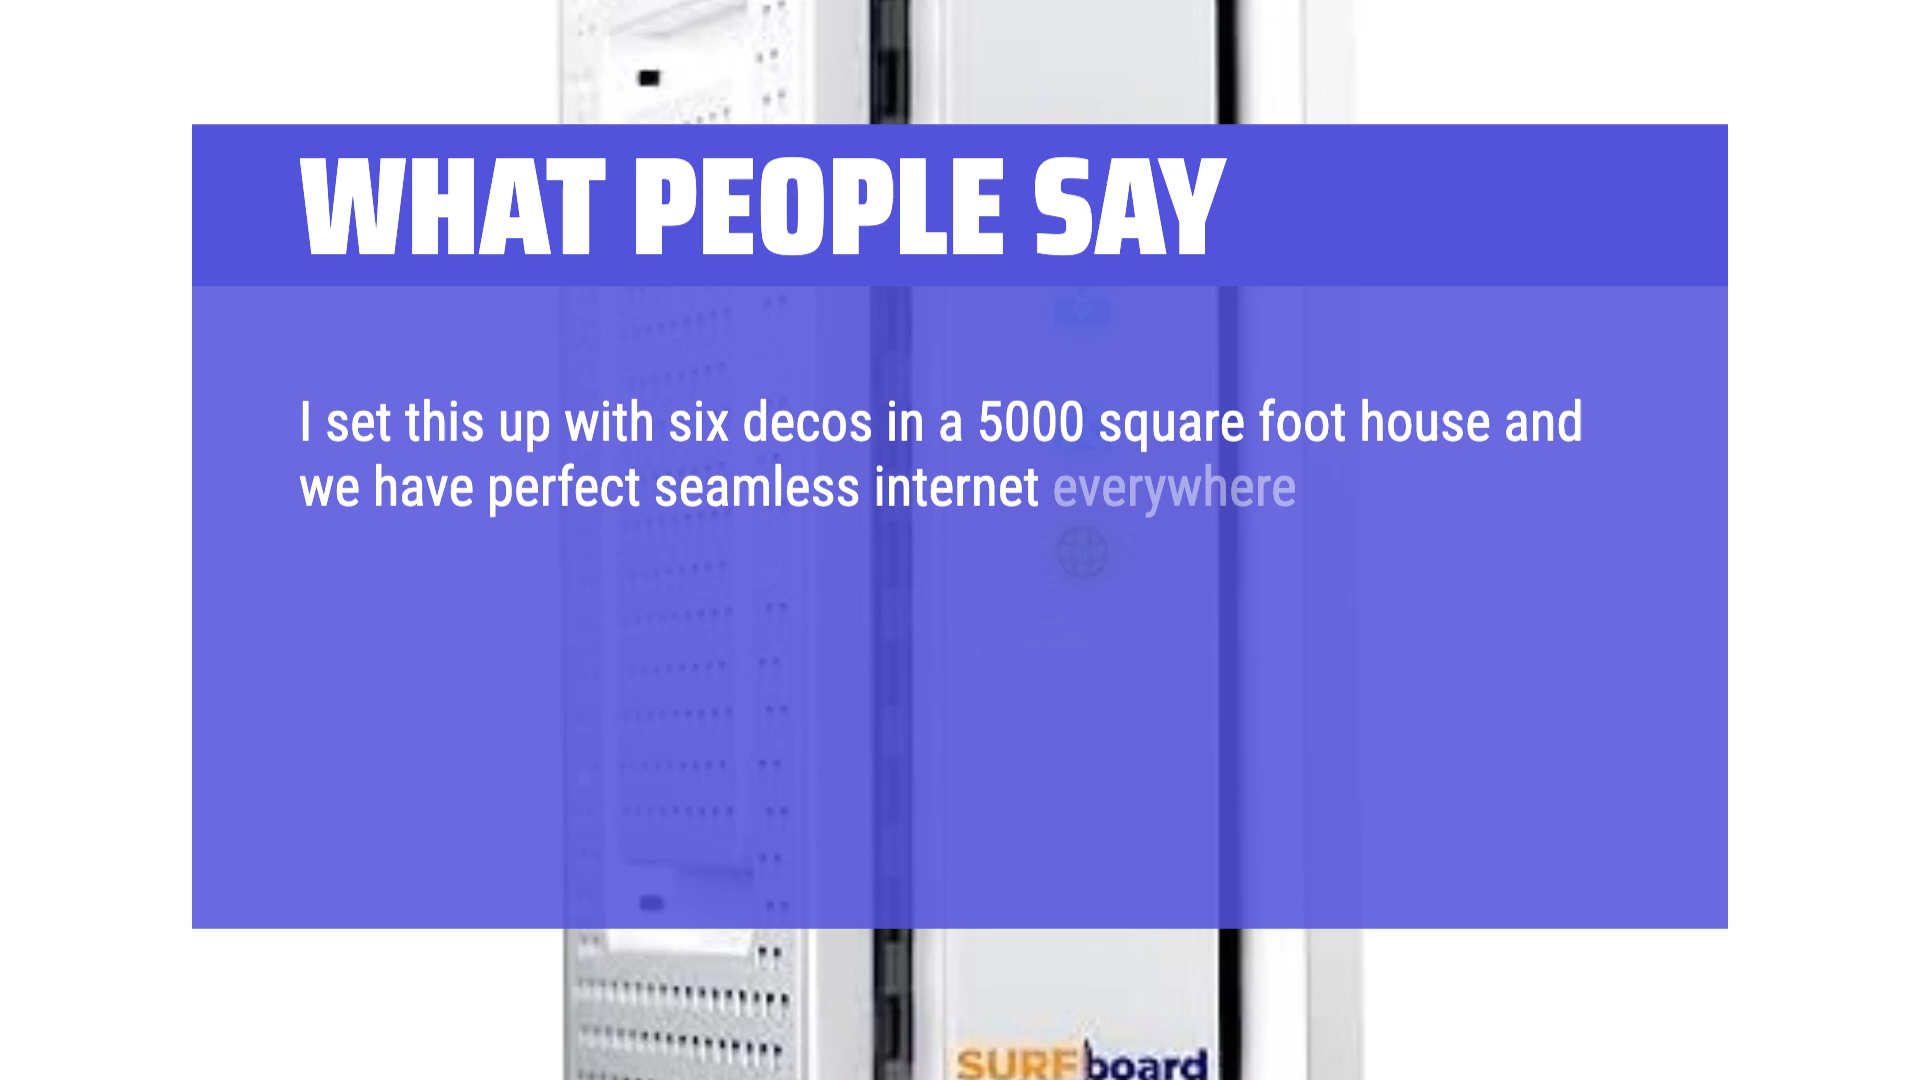 WHAT PEOPLE SAY
I set this up with six decos in a 5000 square foot house and
we have perfect seamless internet everywhere
SURFboard